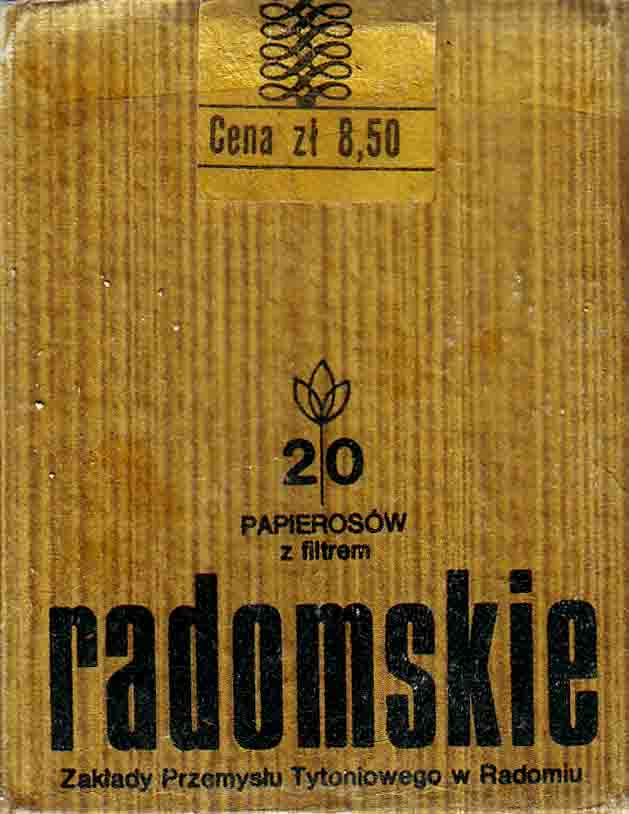 Cena zł 8,50
20
PAPIEROSÓW
z filtrem
radomskie
Zakłady Przemysłu Tytoniowego w Radomiu